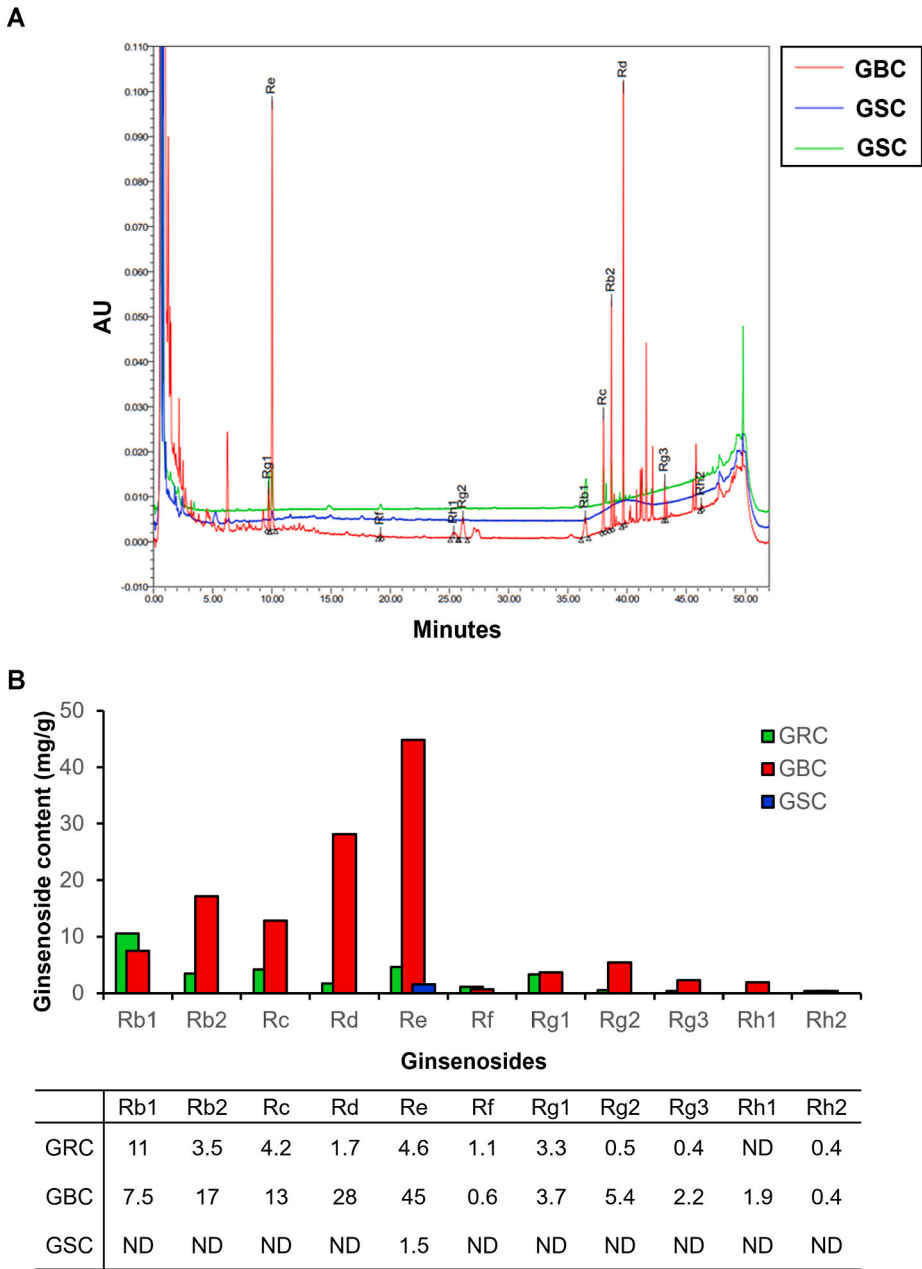 A
0.110
0.100
0.090
0.080
0.070
0.060
0.050
0.040
0.030
0.020
0.010
0.000
-0.010
AU
Re
Rg1
Rf
Rh1
Rg2
Rb1
Rc
Rb2
Rd
Rg3
Rh2
0.00 5.00 10.00 15.00 20.00 25.00 30.00 35.00 40.00 45.00 50.00
Minutes
GBC
GSC
GSC
B
Ginsenoside content (mg/g)
50
40
30
20
10
0
GRC
GBC
GSC
Rb1 Rb2 Rc Rd Re Rf Rg1 Rg2 Rg3 Rh1 Rh2
Ginsenosides
Rb1 Rb2 Rc Rd Re Rf Rg1 Rg2 Rg3 Rh1 Rh2
GRC 11 3.5 4.2 1.7 4.6 1.1 3.3 0.5 0.4 ND 0.4
GBC 7.5 17 13 28 45 0.6 3.7 5.4 2.2 1.9 0.4
GSC ND ND ND ND 1.5 ND ND ND ND ND ND